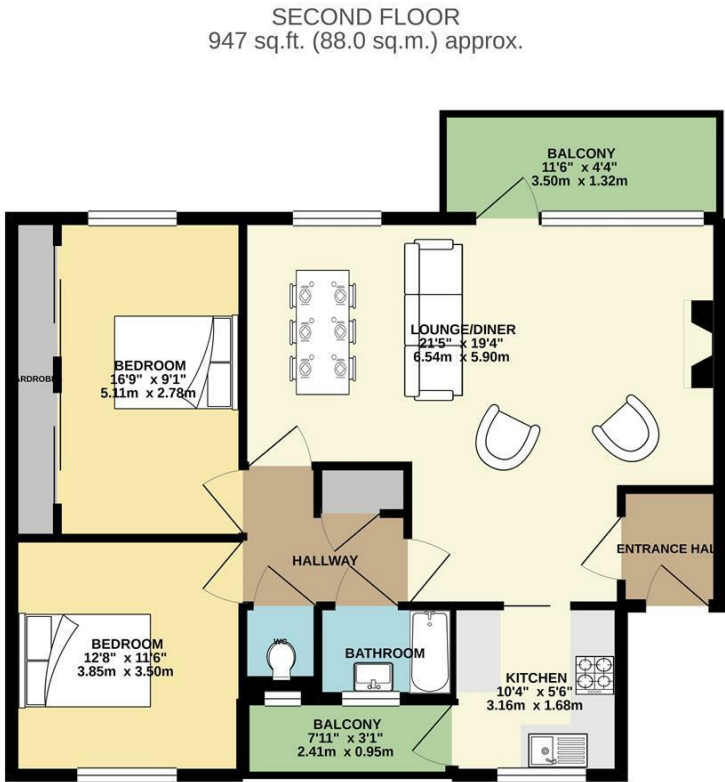 SECOND FLOOR
947 sq.ft. (88.0 sq.m.) approx.
BALCONY
11'6" x 4'4"
3.50m x 1.32m
LOUNGE/DINER
21'5" x 19'4"
6.54m x 5.90m
BEDROOM
16'9" x 9'1"
5.11m x 2.78m
ARDROBE
ENTRANCE HAL
HALLWAY
WC
BATHROOM
BEDROOM
12'8" x 11'6"
3.85m x 3.50m
KITCHEN
10'4" x 5'6"
3.16m x 1.68m
BALCONY
7'11" x 3'1"
2.41m x 0.95m